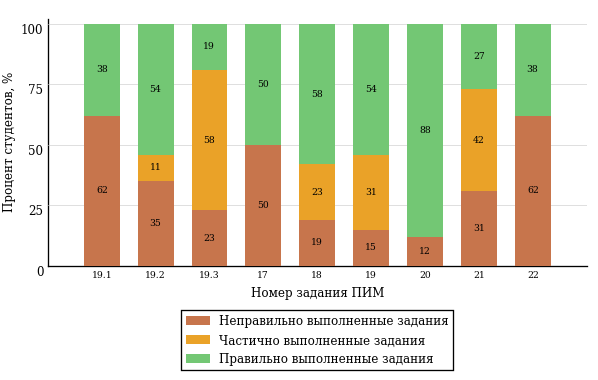 Процент студентов, %
100
75
50
25
0
38 54 19 50 58 54 88 27 38
11 58 23 31 42
62 35 23 50 19 15 12 31 62
19.1 19.2 19.3 17 18 19 20 21 22
Номер задания ПИМ
Неправильно выполненные задания
Частично выполненные задания
Правильно выполненные задания